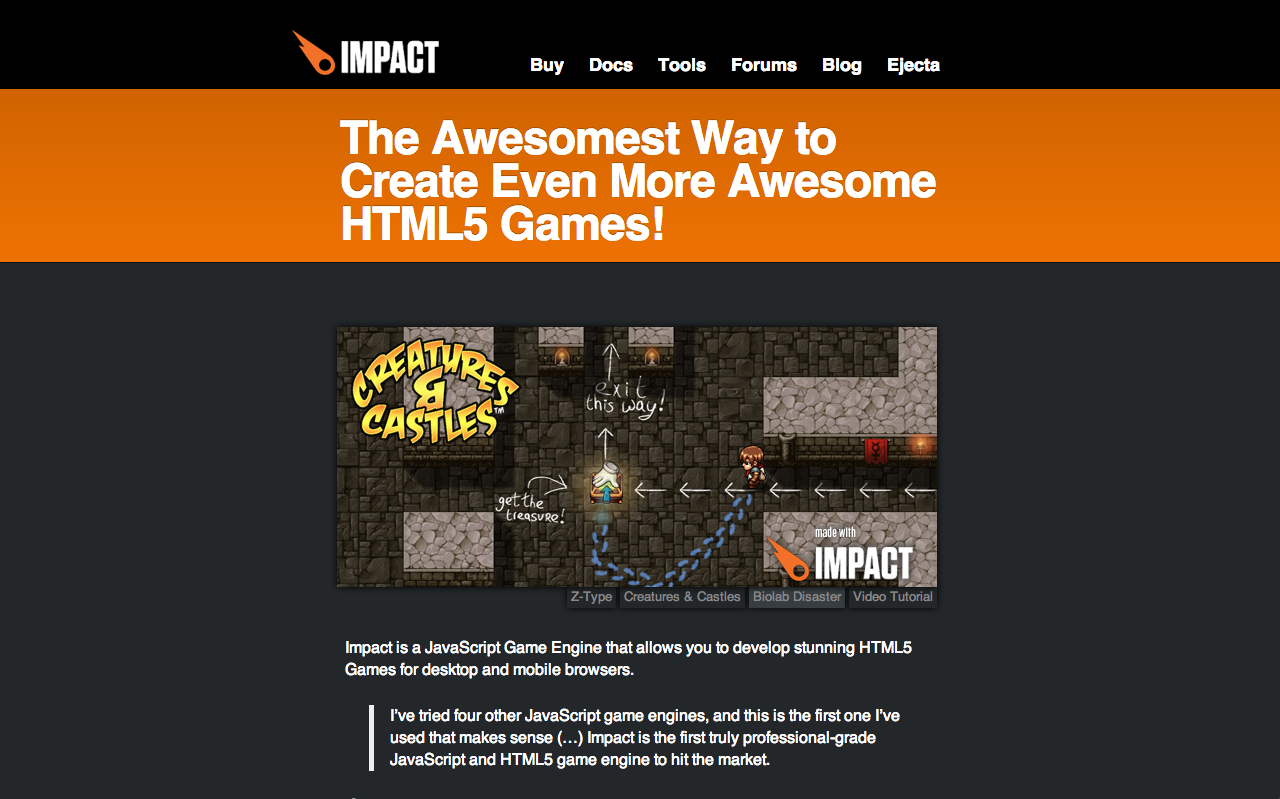 IMPACT
Buy Docs Tools Forums Blog Ejecta
The Awesomest Way to
Create Even More Awesome
HTML5 Games!
CREATURES
&
CASTLES™
exit
this way!
get the
treasure!
made with
IMPACT
Z-Type Creatures & Castles Biolab Disaster Video Tutorial
Impact is a JavaScript Game Engine that allows you to develop stunning HTML5
Games for desktop and mobile browsers.
I’ve tried four other JavaScript game engines, and this is the first one I’ve
used that makes sense (…) Impact is the first truly professional-grade
JavaScript and HTML5 game engine to hit the market.